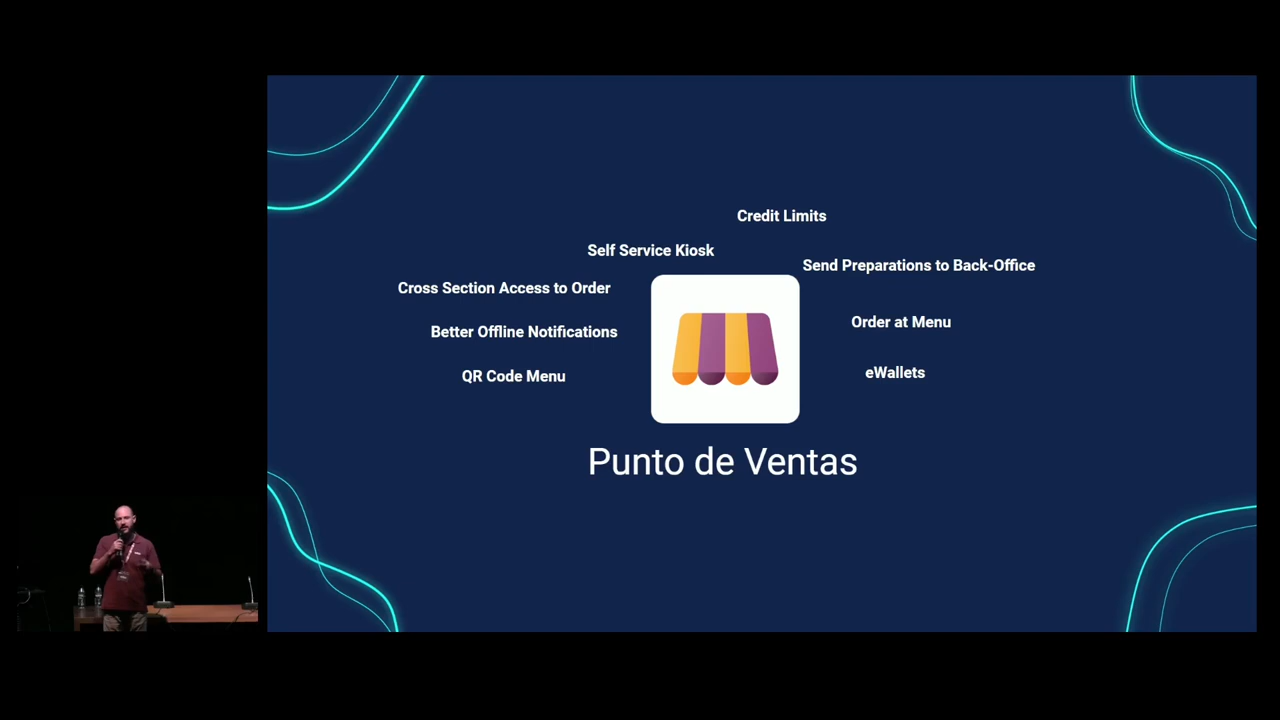 Credit Limits
Self Service Kiosk
Send Preparations to Back-Office
Cross Section Access to Order
Order at Menu
Better Offline Notifications
eWallets
QR Code Menu
Punto de Ventas